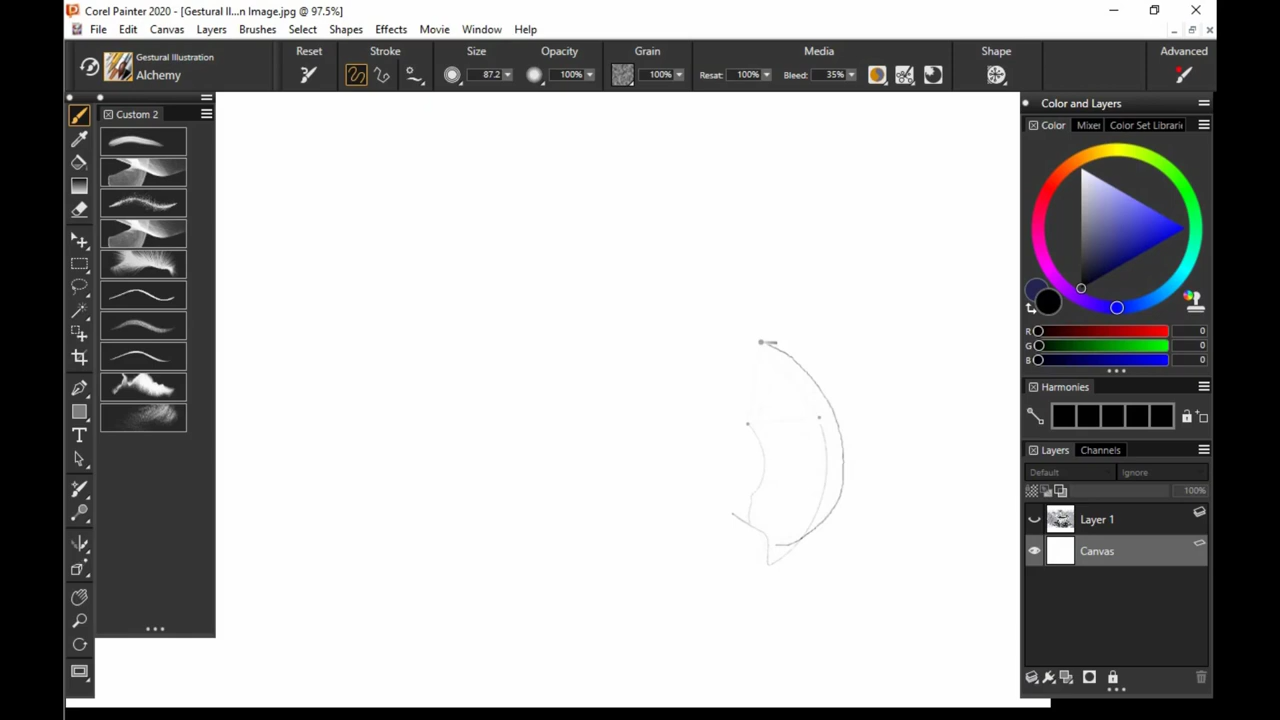 Corel Painter 2020 - [Gestural Il...n Image.jpg @ 97.5%]
File Edit Canvas Layers Brushes Select Shapes Effects Movie Window Help
Gestural Illustration
Alchemy
Reset Stroke Size Opacity Grain Media Shape Advanced
87.2 100% 100% Resat: 100% Bleed: 35%
Custom 2
Color and Layers
Color Mixer Color Set Librari
R 0
G 0
B 0
Harmonies
Layers Channels
Default Ignore
100%
Layer 1
Canvas
T